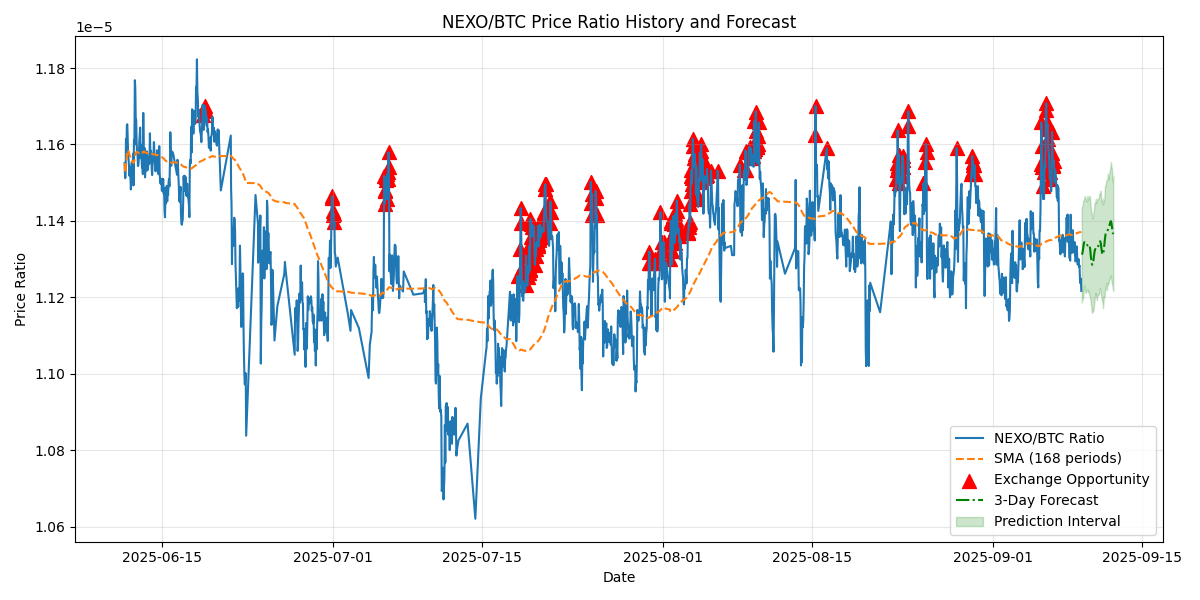 NEXO/BTC Price Ratio History and Forecast
1e−5
1.18
1.16
1.14
1.12
1.10
1.08
1.06
Price Ratio
2025-06-15
2025-07-01
2025-07-15
2025-08-01
2025-08-15
2025-09-01
2025-09-15
Date
NEXO/BTC Ratio
SMA (168 periods)
Exchange Opportunity
3-Day Forecast
Prediction Interval